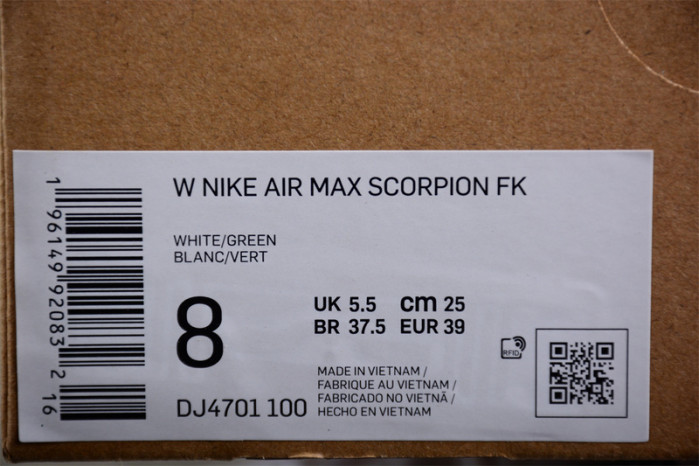 W NIKE AIR MAX SCORPION FK
WHITE/GREEN
BLANC/VERT
8
UK 5.5 cm 25
BR 37.5 EUR 39
RFID
MADE IN VIETNAM /
FABRIQUE AU VIETNAM /
FABRICADO NO VIETNÃ /
HECHO EN VIETNAM
DJ4701 100
1 96149 92083 2 16